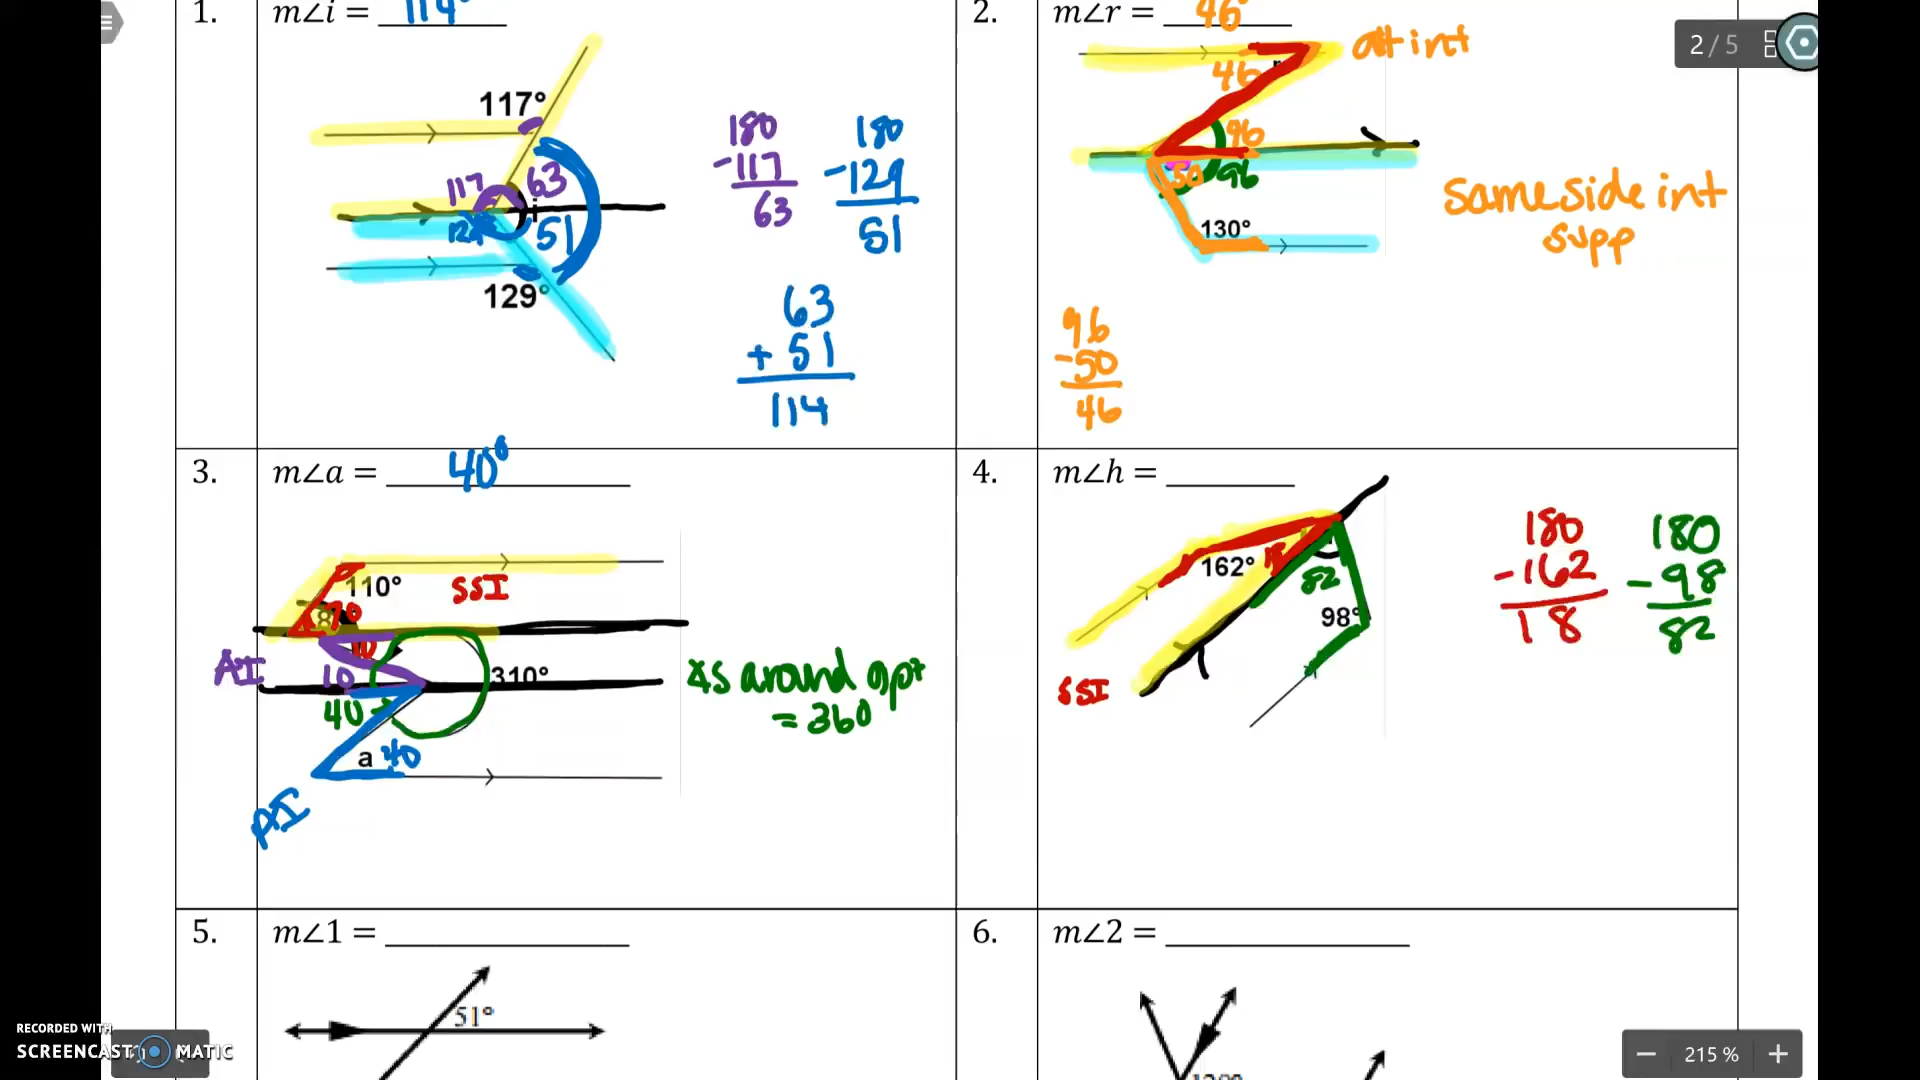 1. m∠i = 114°
117°
117
63
i
51
129°
180
-117
63
180
-129
51
63
+ 51
114
2. m∠r = 46°
alt int
46
96
50
96
130°
same side int
supp
96
-50
46
2 / 5
3. m∠a = 40°
110°
SSI
70
10
AI
10
40
310°
∡s around a pt
= 360
a 40
AI
4. m∠h =
162°
18
82
98°
SSI
180
-162
18
180
-98
82
5. m∠1 =
51°
6. m∠2 =
RECORDED WITH
SCREENCAST MATIC
− 215 % +